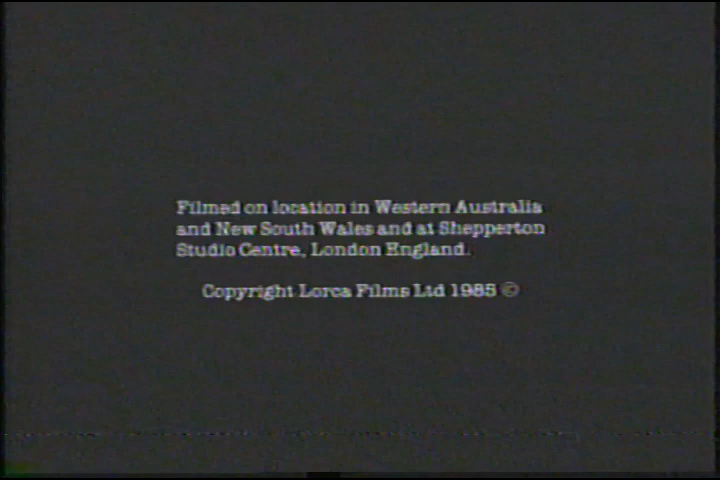 Filmed on location in Western Australia
and New South Wales and at Shepperton
Studio Centre, London England.
Copyright Lorca Films Ltd 1985 ©